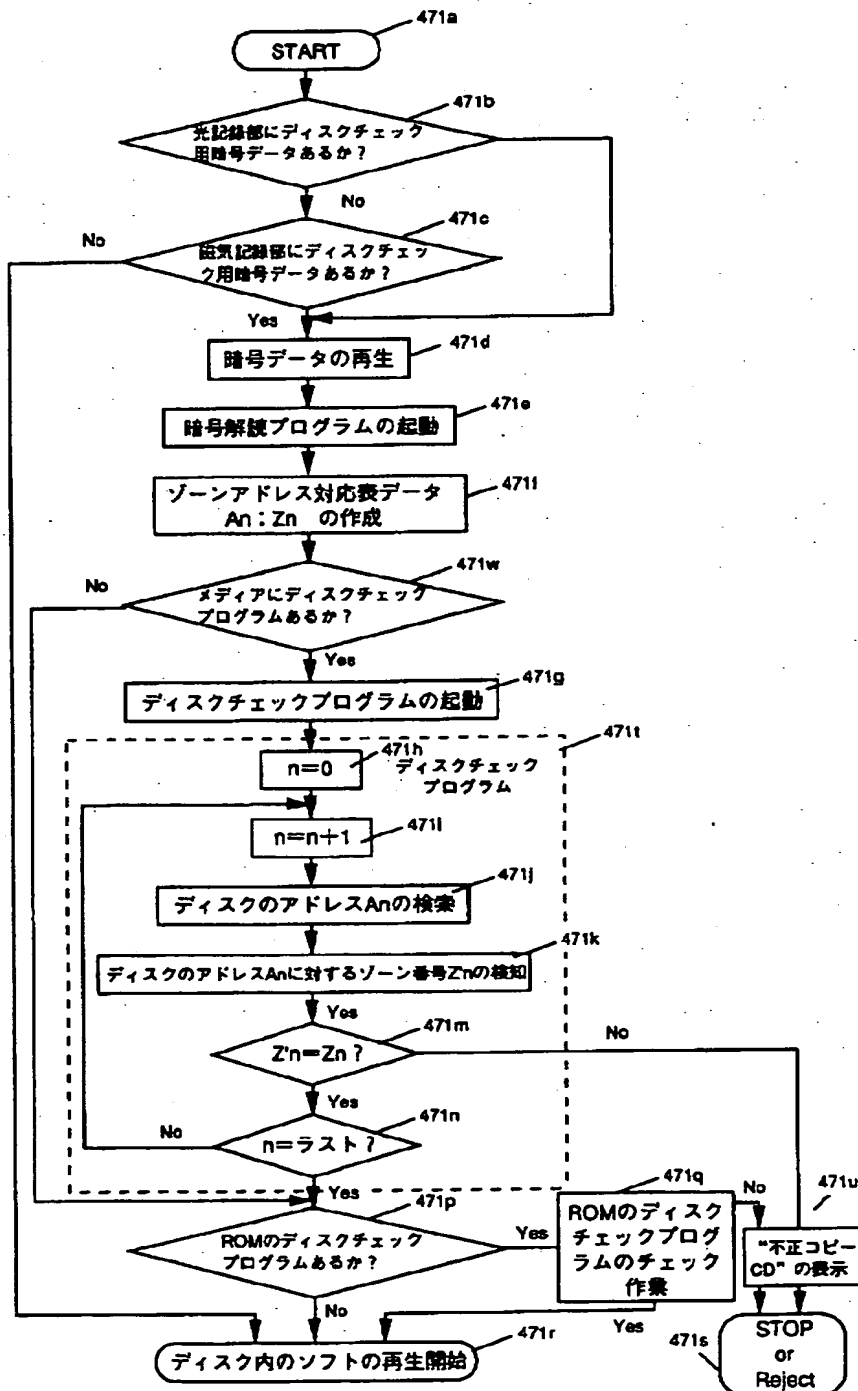 471a
START
471b
光記録部にディスクチェック
用暗号データあるか？
No
471c
No
磁気記録部にディスクチェッ
ク用暗号データあるか？
Yes
471d
暗号データの再生
471e
暗号解読プログラムの起動
471f
ゾーンアドレス対応表データ
An：Zn の作成
471w
No
メディアにディスクチェック
プログラムあるか？
Yes
471g
ディスクチェックプログラムの起動
471t
471h
n=0
ディスクチェック
プログラム
471i
n=n+1
471j
ディスクのアドレスAnの検索
471k
ディスクのアドレスAnに対するゾーン番号Z'nの検知
Yes
471m
No
Z'n=Zn？
Yes
471n
No
n=ラスト？
Yes
471p
471q
No
471u
ROMのディスクチェック
プログラムあるか？
Yes
ROMのディスク
チェックプログ
ラムのチェック
作業
“不正コピー
CD”の表示
No
Yes
471r
ディスク内のソフトの再生開始
471s
STOP
or
Reject